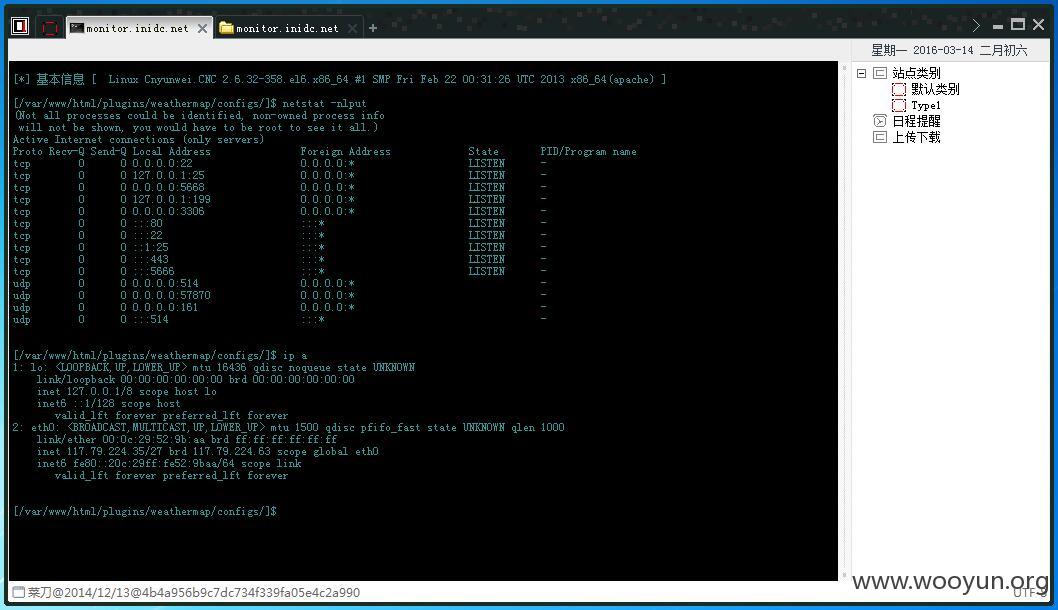 monitor.inidc.net
monitor.inidc.net
星期一 2016-03-14 二月初六
[*] 基本信息 [ Linux Cnyunwei.CNC 2.6.32-358.el6.x86_64 #1 SMP Fri Feb 22 00:31:26 UTC 2013 x86_64(apache) ]
[/var/www/html/plugins/weathermap/configs/]$ netstat -nlput
(Not all processes could be identified, non-owned process info
will not be shown, you would have to be root to see it all.)
Active Internet connections (only servers)
Proto Recv-Q Send-Q Local Address Foreign Address State PID/Program name
tcp 0 0 0.0.0.0:22 0.0.0.0:* LISTEN -
tcp 0 0 127.0.0.1:25 0.0.0.0:* LISTEN -
tcp 0 0 0.0.0.0:5668 0.0.0.0:* LISTEN -
tcp 0 0 127.0.0.1:199 0.0.0.0:* LISTEN -
tcp 0 0 0.0.0.0:3306 0.0.0.0:* LISTEN -
tcp 0 0 :::80 :::* LISTEN -
tcp 0 0 :::22 :::* LISTEN -
tcp 0 0 ::1:25 :::* LISTEN -
tcp 0 0 :::443 :::* LISTEN -
tcp 0 0 :::5666 :::* LISTEN -
udp 0 0 0.0.0.0:514 0.0.0.0:* -
udp 0 0 0.0.0.0:57870 0.0.0.0:* -
udp 0 0 0.0.0.0:161 0.0.0.0:* -
udp 0 0 :::514 :::* -
[/var/www/html/plugins/weathermap/configs/]$ ip a
1: lo: <LOOPBACK,UP,LOWER_UP> mtu 16436 qdisc noqueue state UNKNOWN
link/loopback 00:00:00:00:00:00 brd 00:00:00:00:00:00
inet 127.0.0.1/8 scope host lo
inet6 ::1/128 scope host
valid_lft forever preferred_lft forever
2: eth0: <BROADCAST,MULTICAST,UP,LOWER_UP> mtu 1500 qdisc pfifo_fast state UNKNOWN qlen 1000
link/ether 00:0c:29:52:9b:aa brd ff:ff:ff:ff:ff:ff
inet 117.79.224.35/27 brd 117.79.224.63 scope global eth0
inet6 fe80::20c:29ff:fe52:9baa/64 scope link
valid_lft forever preferred_lft forever
[/var/www/html/plugins/weathermap/configs/]$
站点类别
默认类别
Type1
日程提醒
上传下载
www.wooyun.org
菜刀@2014/12/13@4b4a956b9c7dc734f339fa05e4c2a990
UTF-8